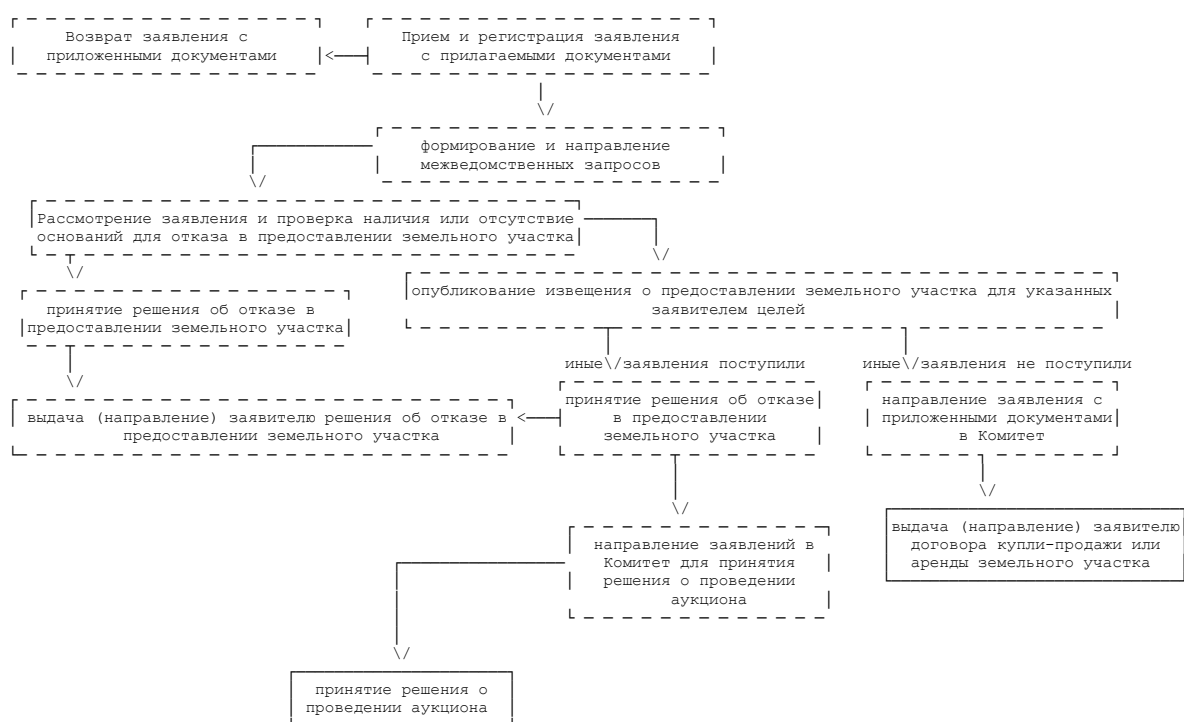 Возврат заявления с
приложенными документами
Прием и регистрация заявления
с прилагаемыми документами
формирование и направление
межведомственных запросов
Рассмотрение заявления и проверка наличия или отсутствие
оснований для отказа в предоставлении земельного участка
принятие решения об отказе в
предоставлении земельного участка
опубликование извещения о предоставлении земельного участка для указанных
заявителем целей
иные\/заявления поступили
иные\/заявления не поступили
выдача (направление) заявителю решения об отказе в
предоставлении земельного участка
принятие решения об отказе
в предоставлении
земельного участка
направление заявления с
приложенными документами
в Комитет
выдача (направление) заявителю
договора купли-продажи или
аренды земельного участка
направление заявлений в
Комитет для принятия
решения о проведении
аукциона
принятие решения о
проведении аукциона